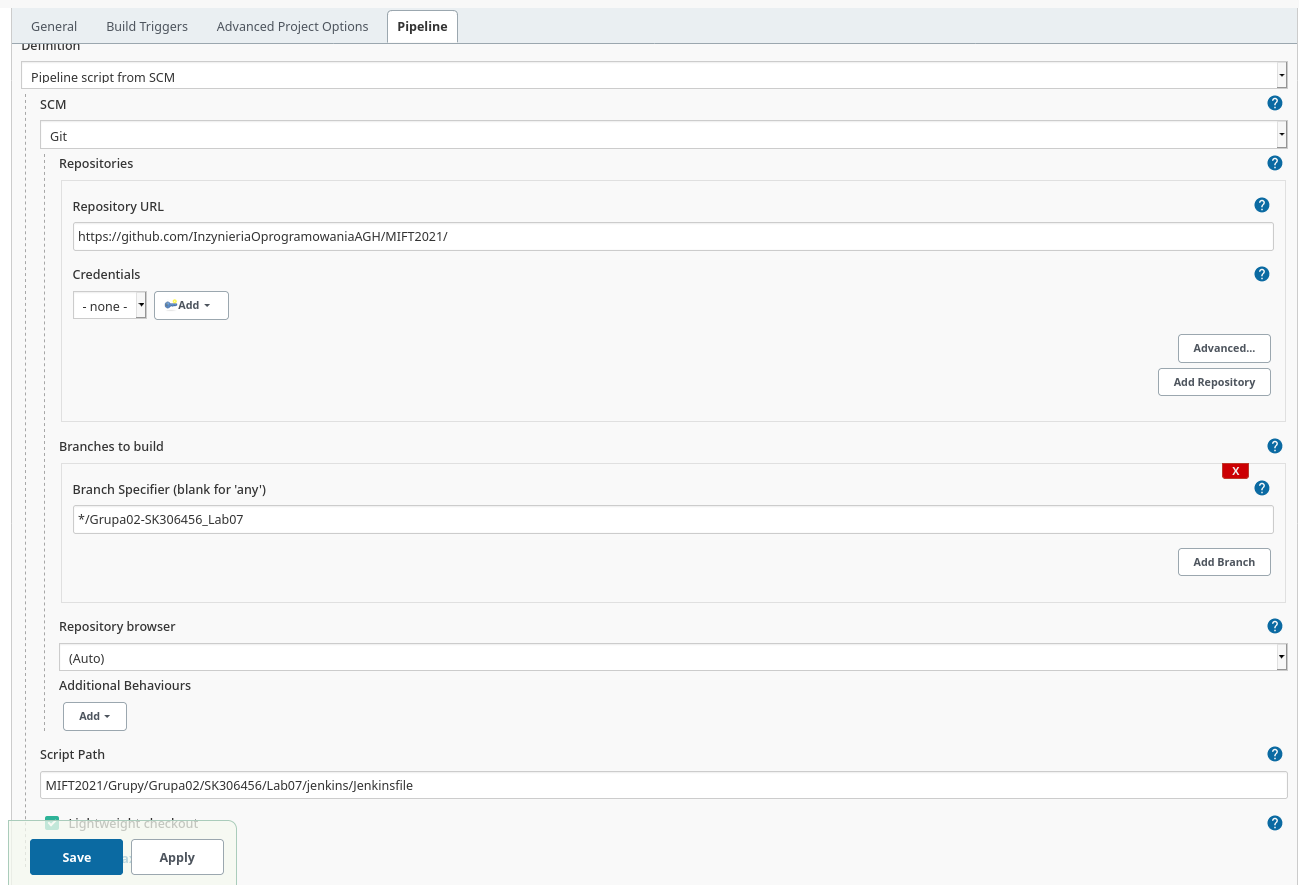 General Build Triggers Advanced Project Options Pipeline
Definition
Pipeline script from SCM
SCM
Git
Repositories
Repository URL
https://github.com/InzynieriaOprogramowaniaAGH/MIFT2021/
Credentials
- none - Add
Advanced...
Add Repository
Branches to build
X
Branch Specifier (blank for 'any')
*/Grupa02-SK306456_Lab07
Add Branch
Repository browser
(Auto)
Additional Behaviours
Add
Script Path
MIFT2021/Grupy/Grupa02/SK306456/Lab07/jenkins/Jenkinsfile
Lightweight checkout
Save Apply